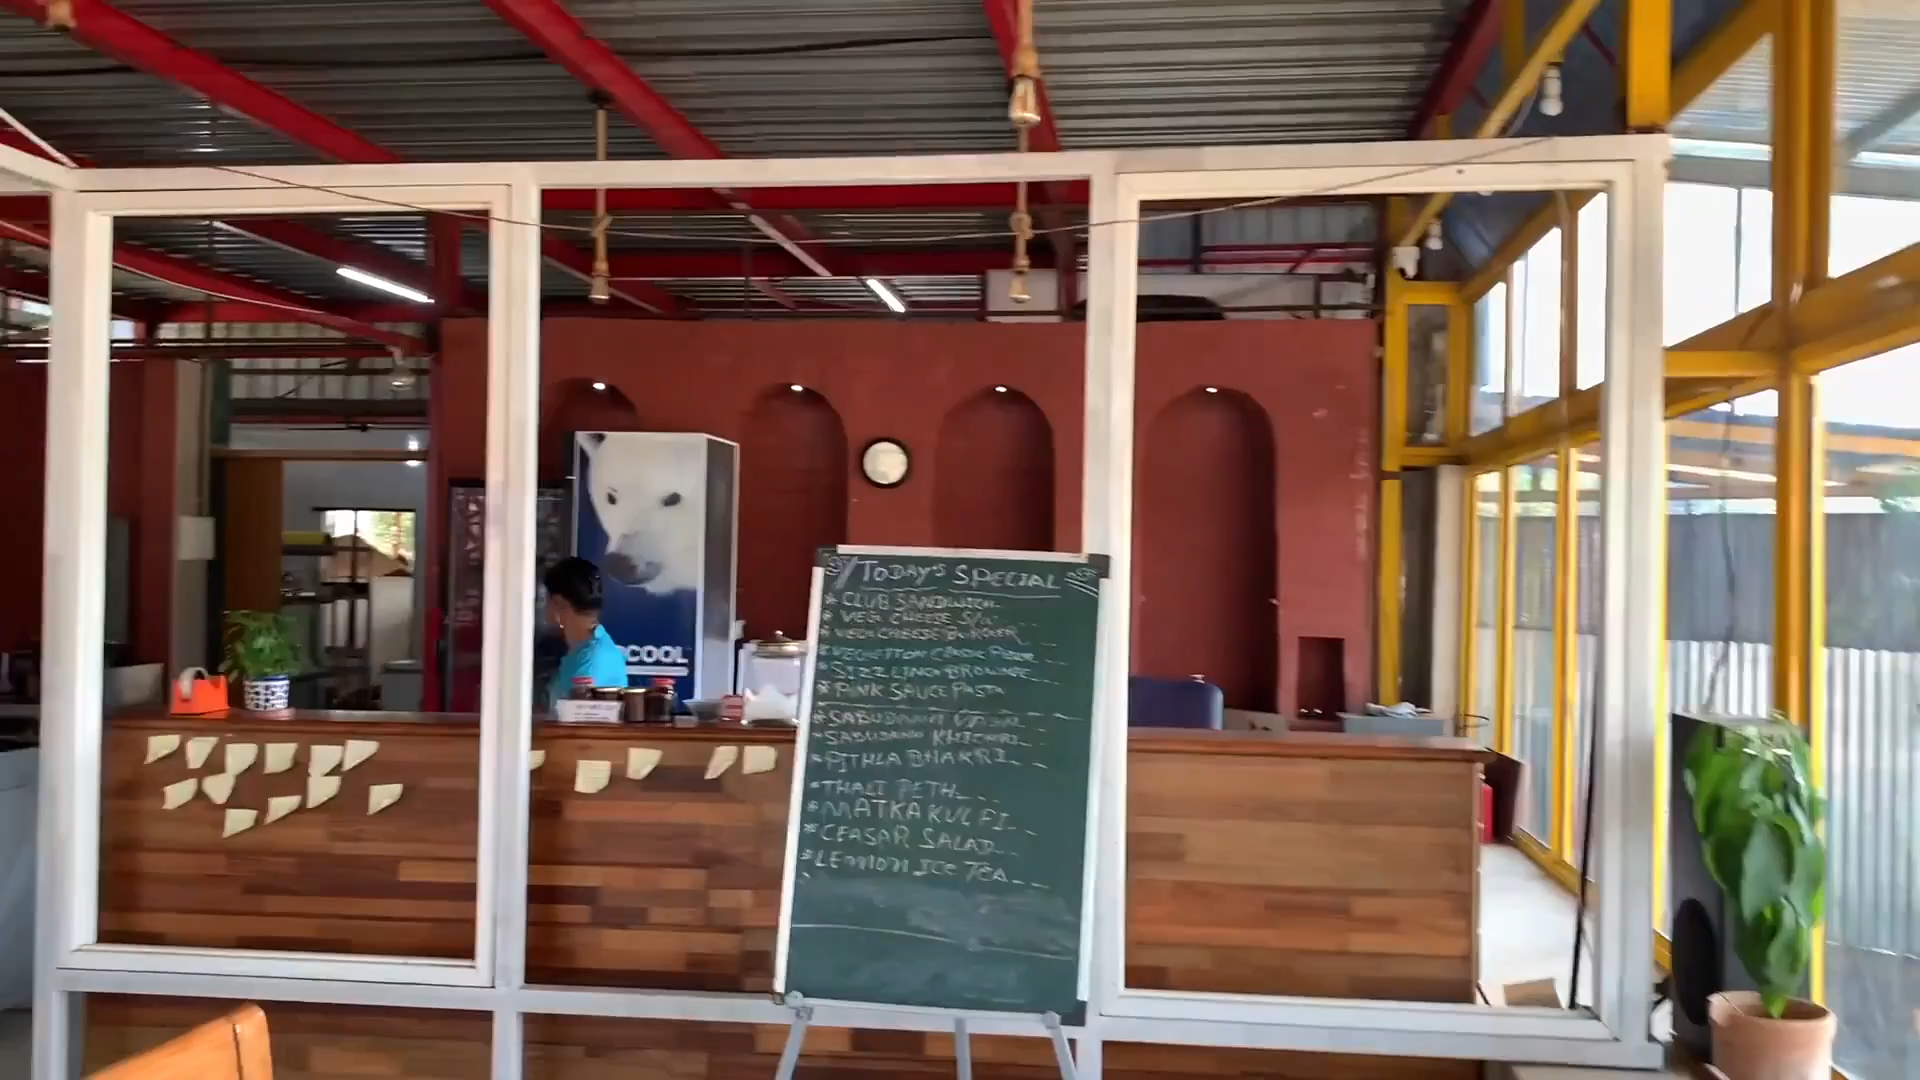 COOL
TODAY'S SPECIAL
* CLUB SANDWICH
* VEG CHEESE S/W
* VEG CHEESE BURGER
* SIZZLING BROWNIE
* PINK SAUCE PASTA
* SABUDANA
* SABUDANA KHICHDI
* PITHLA BHAKRI
* THALI PETH
* MATKA KULFI
* CEASAR SALAD
* LEMON ICE TEA